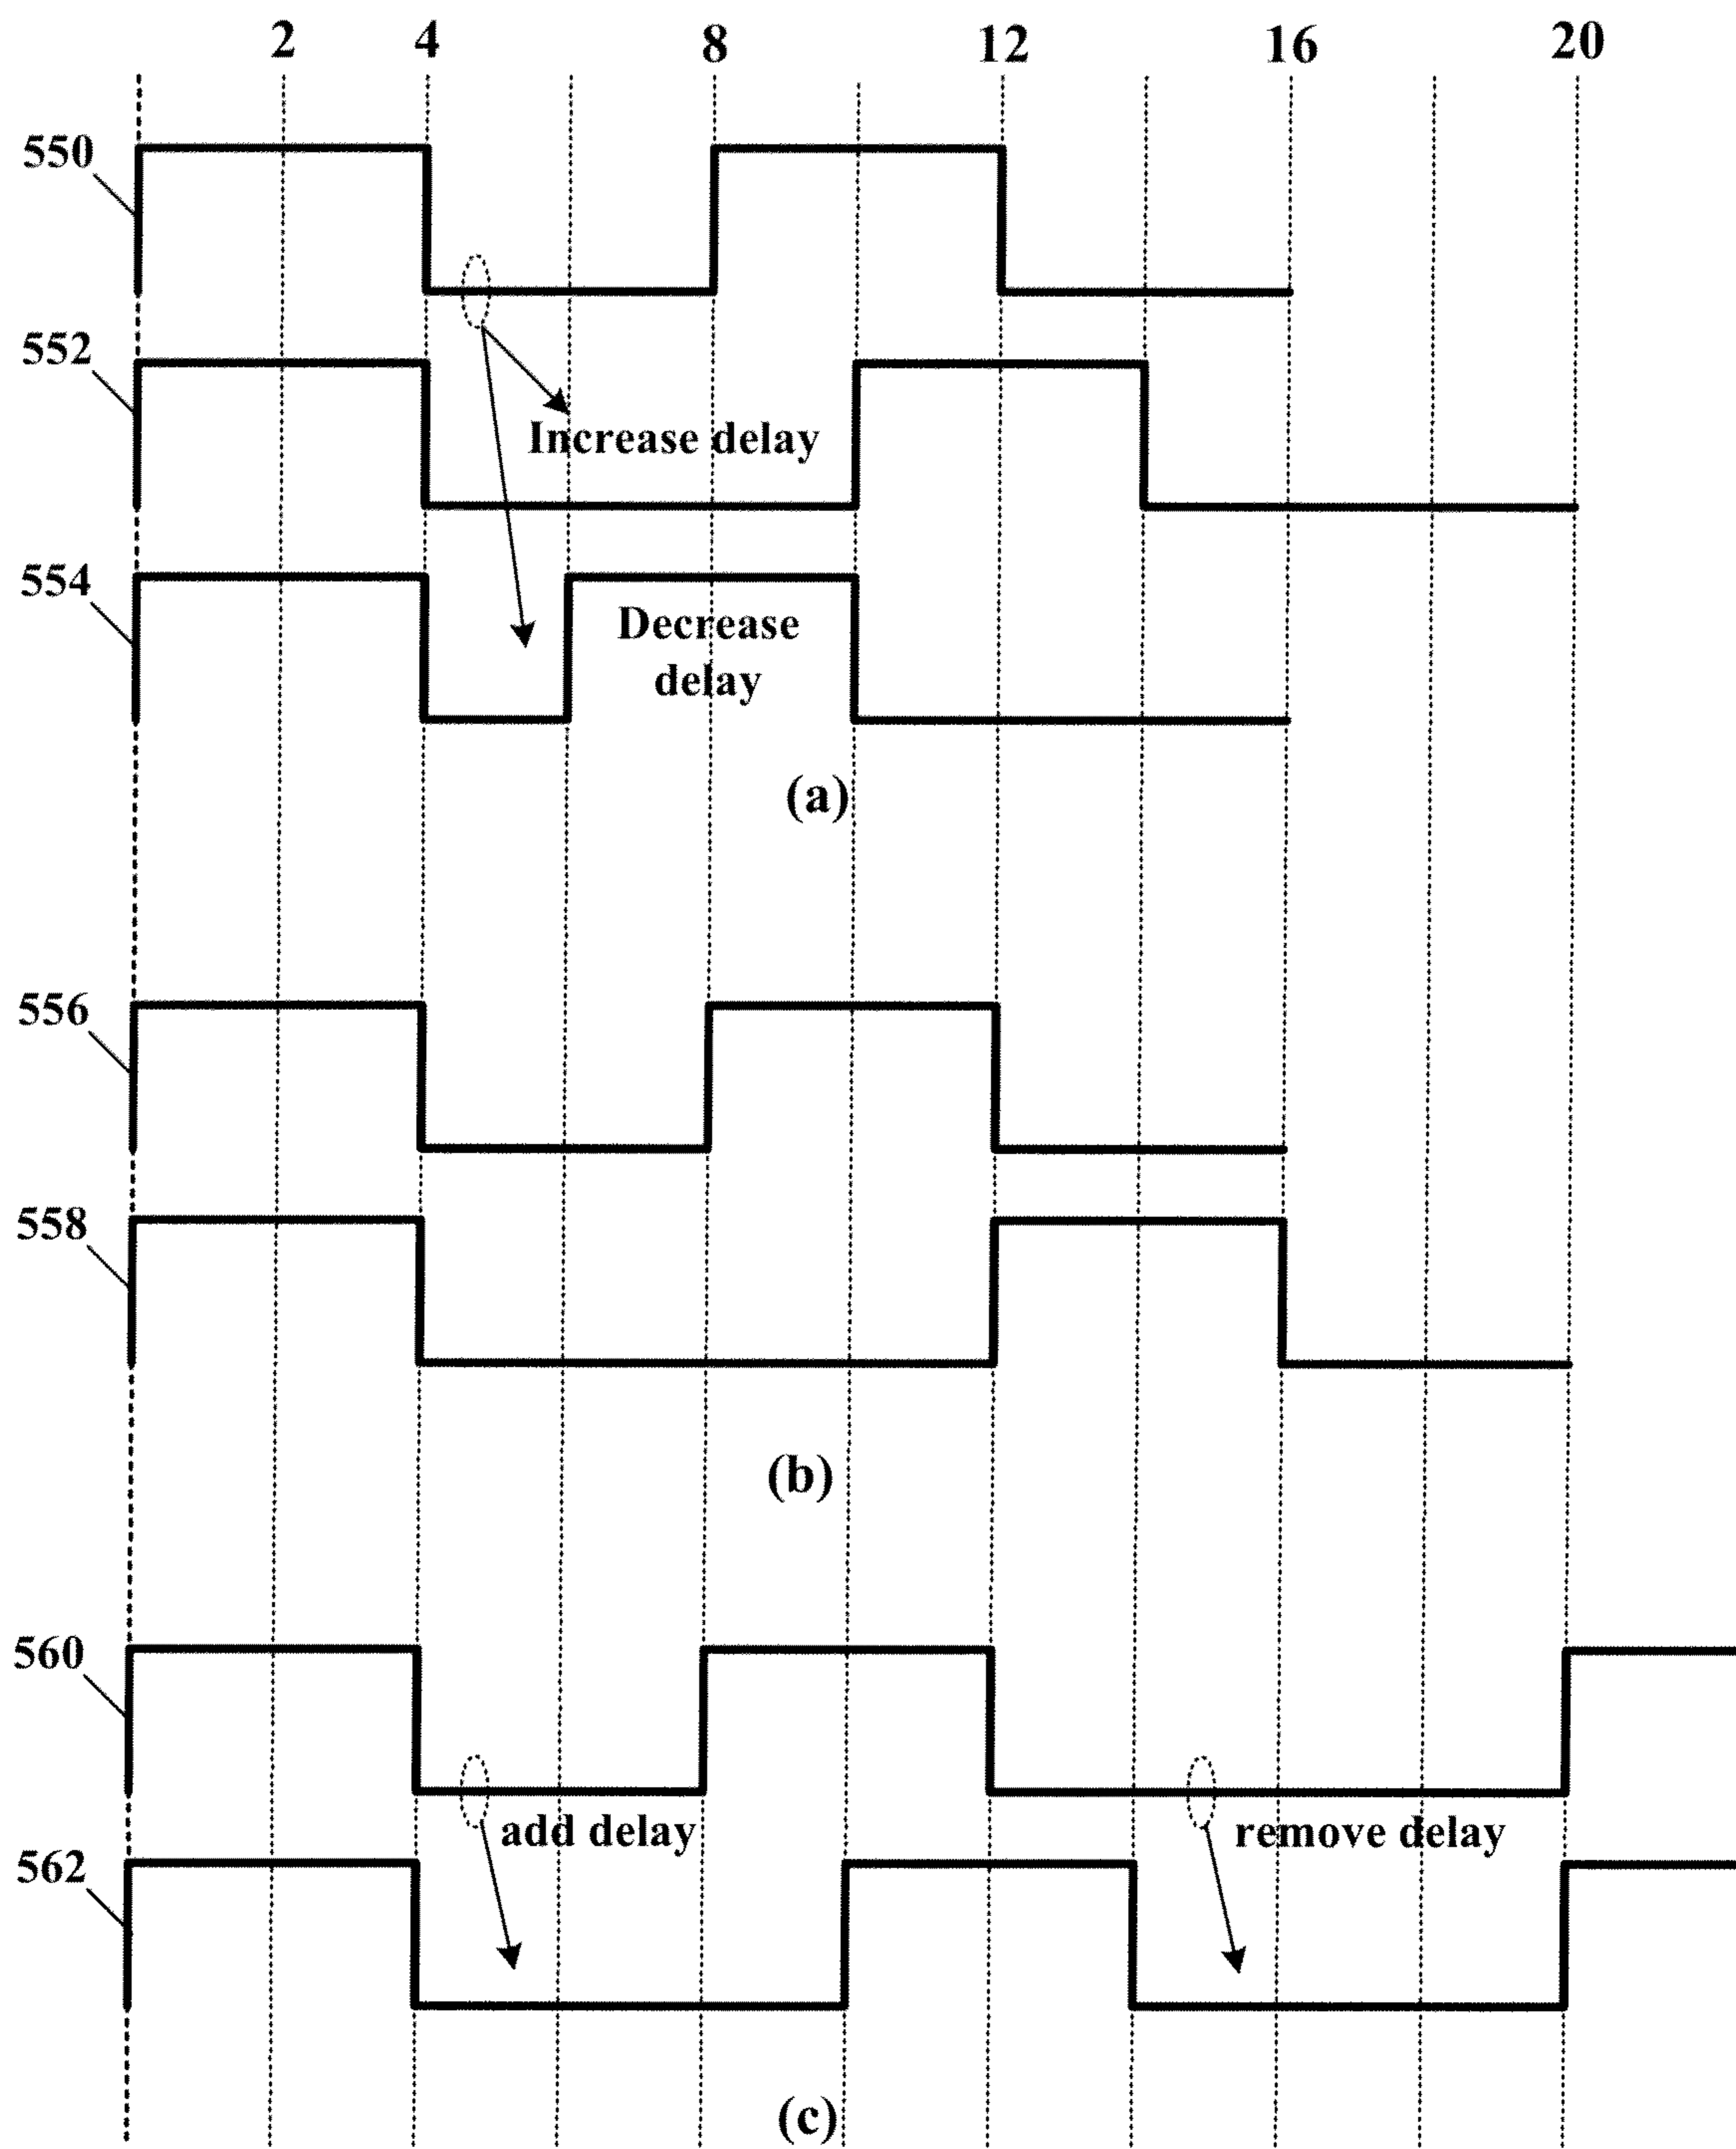 2 4 8 12 16 20
550
552
Increase delay
554
Decrease
delay
(a)
556
558
(b)
560
add delay
remove delay
562
(c)